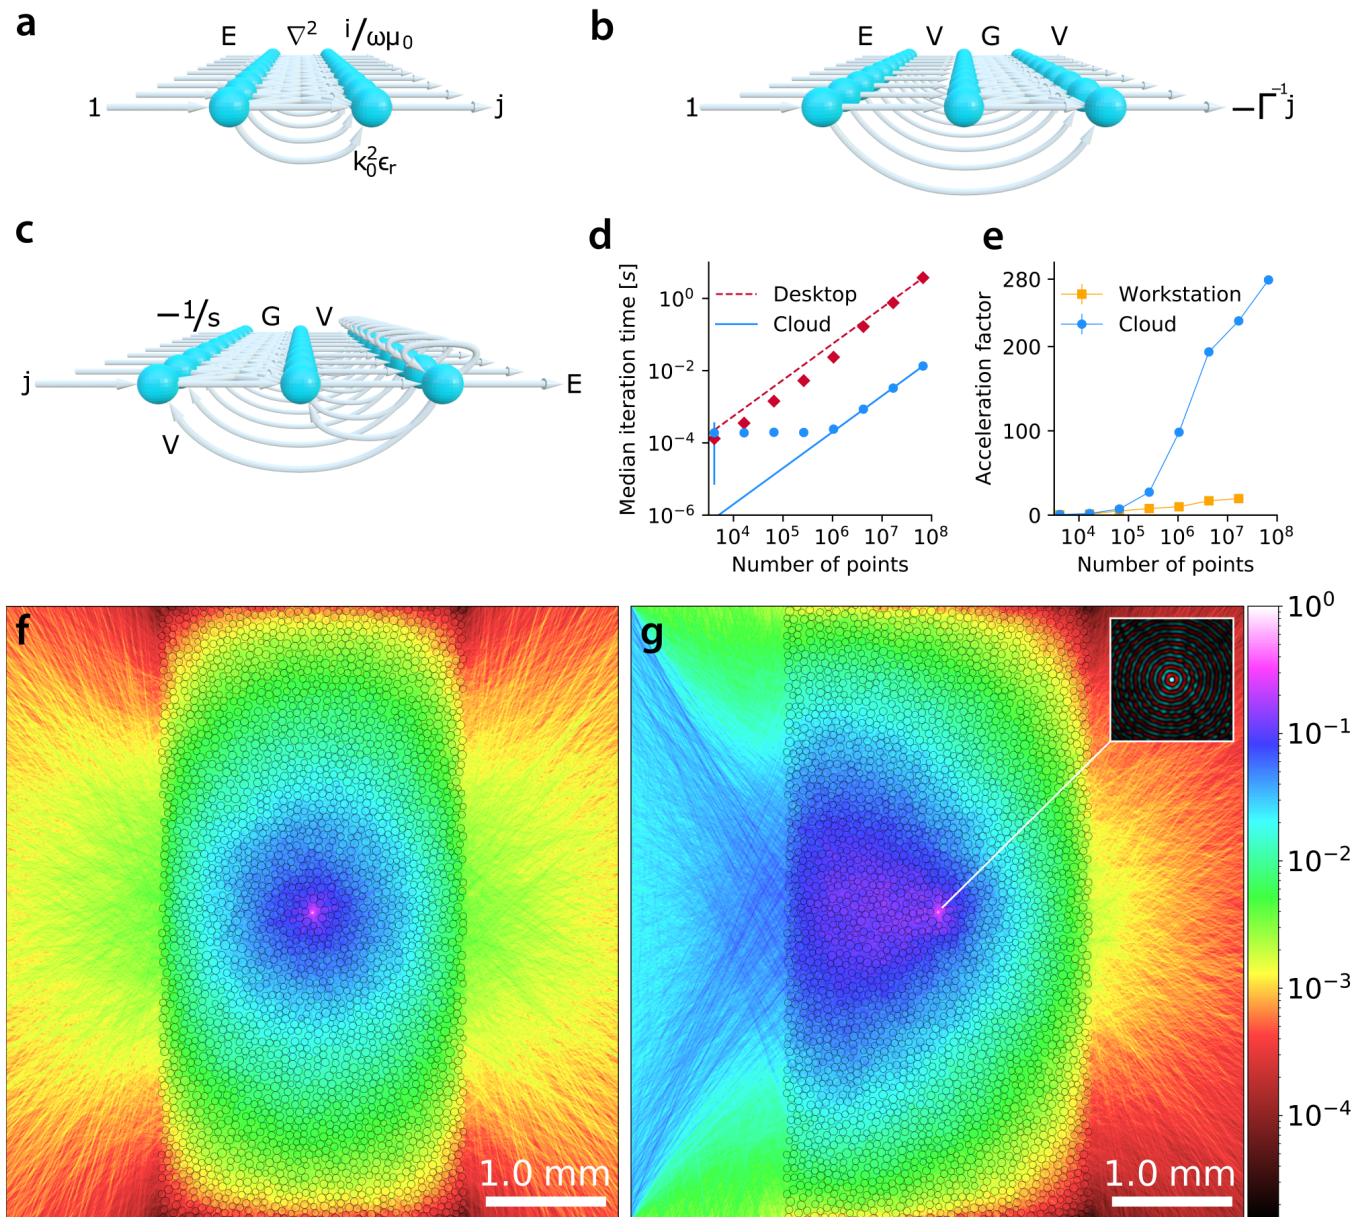 a
E ∇² i/ωμ₀
1
j
k₀²ϵᵣ
b
E V G V
1
−Γ⁻¹j
c
−1/s G V
j
E
V
d
Median iteration time [s]
10⁰
10⁻²
10⁻⁴
10⁻⁶
Desktop
Cloud
10⁴ 10⁵ 10⁶ 10⁷ 10⁸
Number of points
e
Acceleration factor
280
200
100
0
Workstation
Cloud
10⁴ 10⁵ 10⁶ 10⁷ 10⁸
Number of points
f
1.0 mm
g
1.0 mm
10⁰
10⁻¹
10⁻²
10⁻³
10⁻⁴